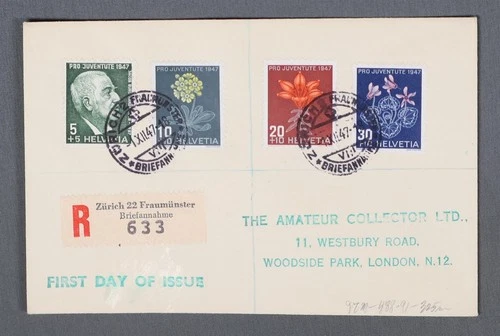 PRO JUVENTUTE 1947
5
+5 HELVETIA
PRO JUVENTUTE 1947
10
+10 HELVETIA
PRO JUVENTUTE 1947
20
+10 HELVETIA
PRO JUVENTUTE 1947
30
+10 HELVETIA
R
Zürich 22 Fraumünster
Briefannahme
633
FIRST DAY OF ISSUE
THE AMATEUR COLLECTOR LTD.,
11, WESTBURY ROAD,
WOODSIDE PARK, LONDON, N.12.